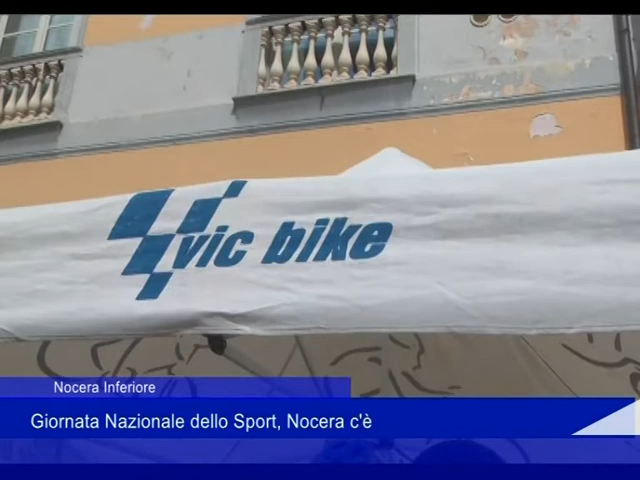 vic bike
Nocera Inferiore
Giornata Nazionale dello Sport, Nocera c'è